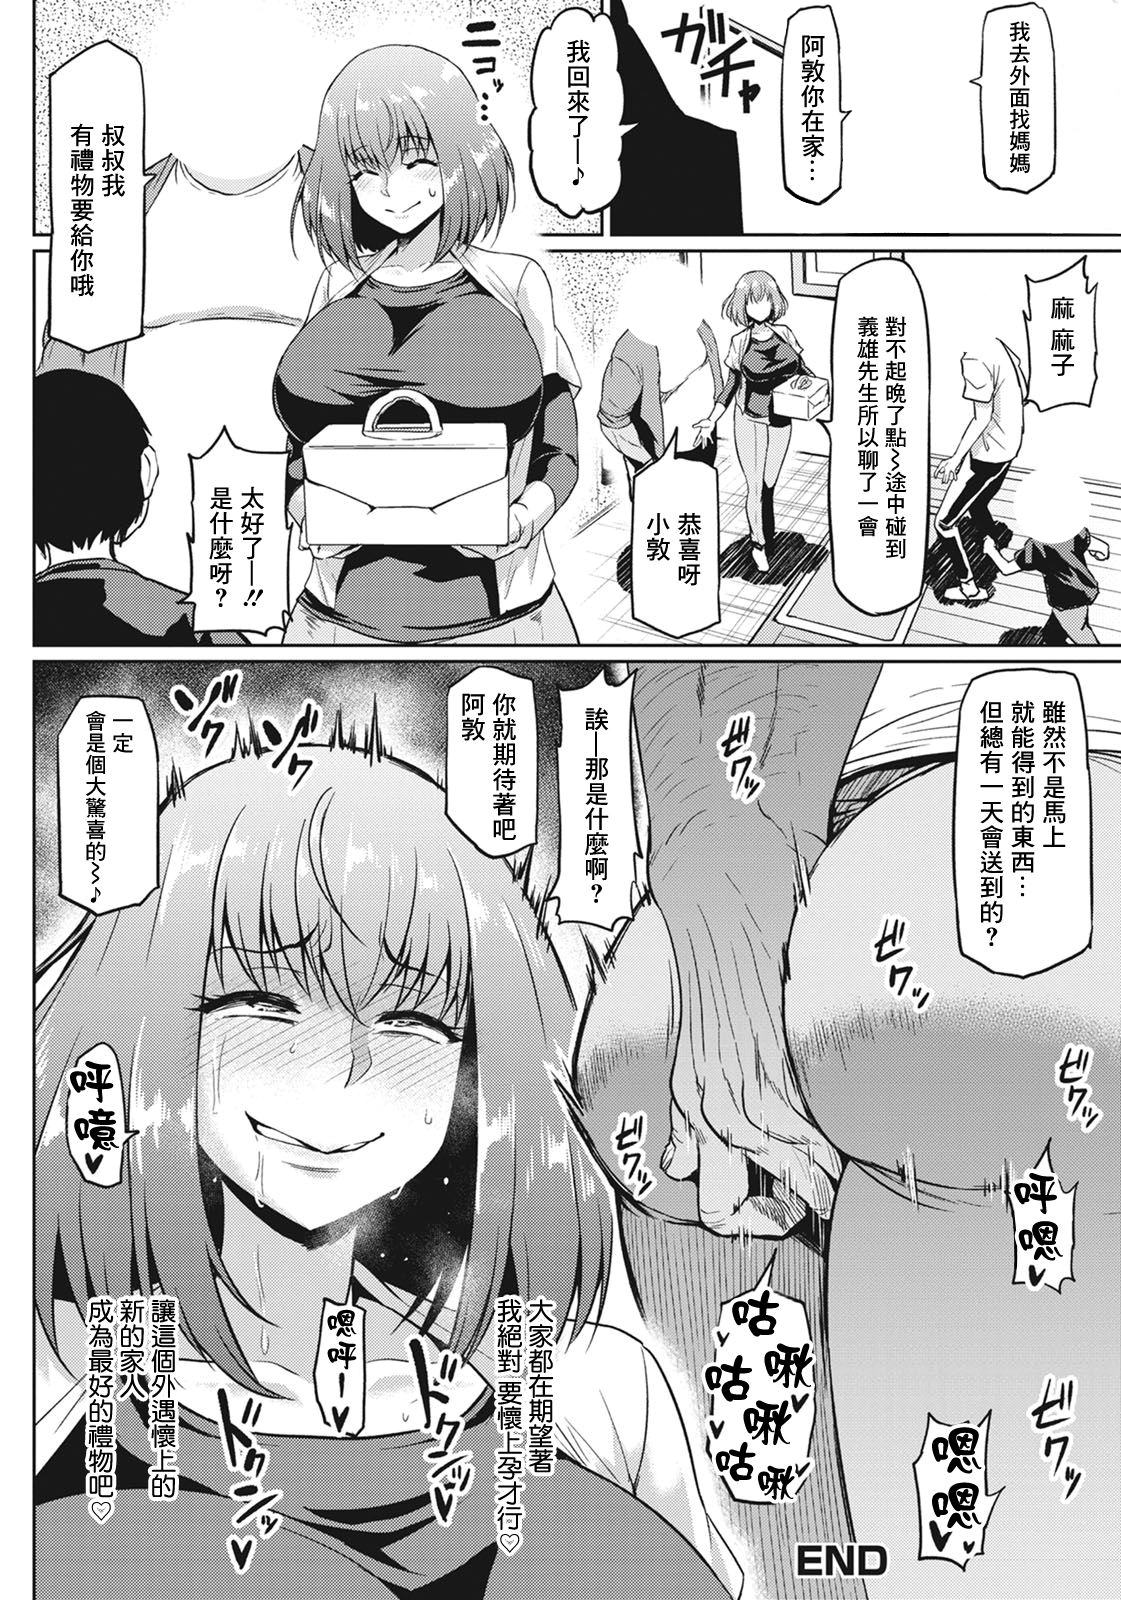 我去外面找媽媽
阿敦你在家…
ガチャ
我回來了—♪
ニコッ…
叔叔我
有禮物要給你哦
麻 麻子
對不起晚了點~途中碰到
義雄先生所以聊了一會
恭喜呀
小敦
太好了—!!
是什麼呀?
雖然不是馬上
就能得到的東西…
但總有一天會送到的?
誒—那是什麼啊?
你就期待著吧
阿敦
一定
會是個大驚喜的~♪
ゾクッ
ゾクッ
ビクッ
ビクッ
ビクッ
ビクッ
ビクッ
ビクッ
呼嗯♥
咕啾♥
咕啾♥
咕啾
嗯嗯♥
呼噫♥
嗯呼—♥
ドクン
ドクン
大家都在期望著
我絕對 要懷上孕才行♡
讓這個外遇懷上的
新的家人
成為最好的禮物吧♡
END